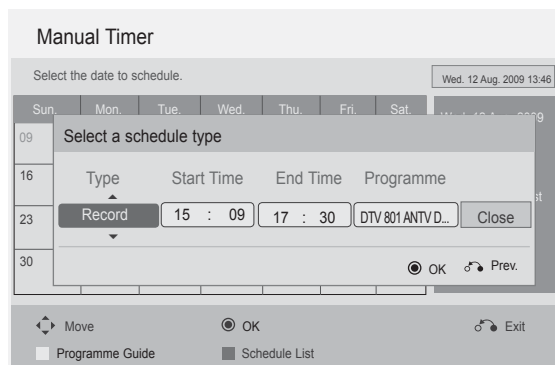 Manual Timer
Select the date to schedule.
Wed. 12 Aug. 2009 13:46
Sun. Mon. Tue. Wed. Thu. Fri. Sat.
09
Select a schedule type
16
Type Start Time End Time Programme
23
Record 15 : 09 17 : 30 DTV 801 ANTV D... Close
30
OK Prev.
Move OK Exit
Programme Guide Schedule List